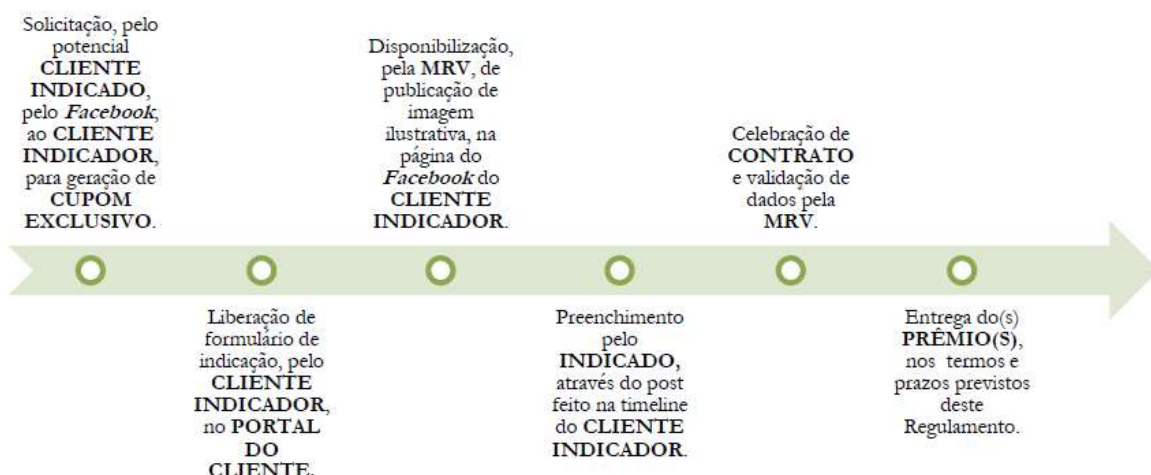 Solicitação, pelo
potencial
CLIENTE
INDICADO,
pelo Facebook,
ao CLIENTE
INDICADOR,
para geração de
CUPOM
EXCLUSIVO.
Liberação de
formulário de
indicação, pelo
CLIENTE
INDICADOR,
no PORTAL
DO
CLIENTE.
Disponibilização,
pela MRV, de
publicação de
imagem
ilustrativa, na
página do
Facebook do
CLIENTE
INDICADOR.
Preenchimento
pelo
INDICADO,
através do post
feito na timeline
do CLIENTE
INDICADOR.
Celebração de
CONTRATO
e validação de
dados pela
MRV.
Entrega do(s)
PRÊMIO(S),
nos termos e
prazos previstos
deste
Regulamento.